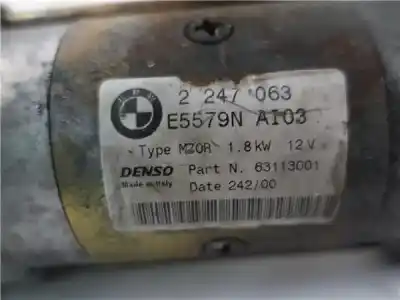 BMW
2 247 063
E5579N AI03
Type MZOR 1.8kW 12V
DENSO Part N. 63113001
Made in Italy Date 242/00